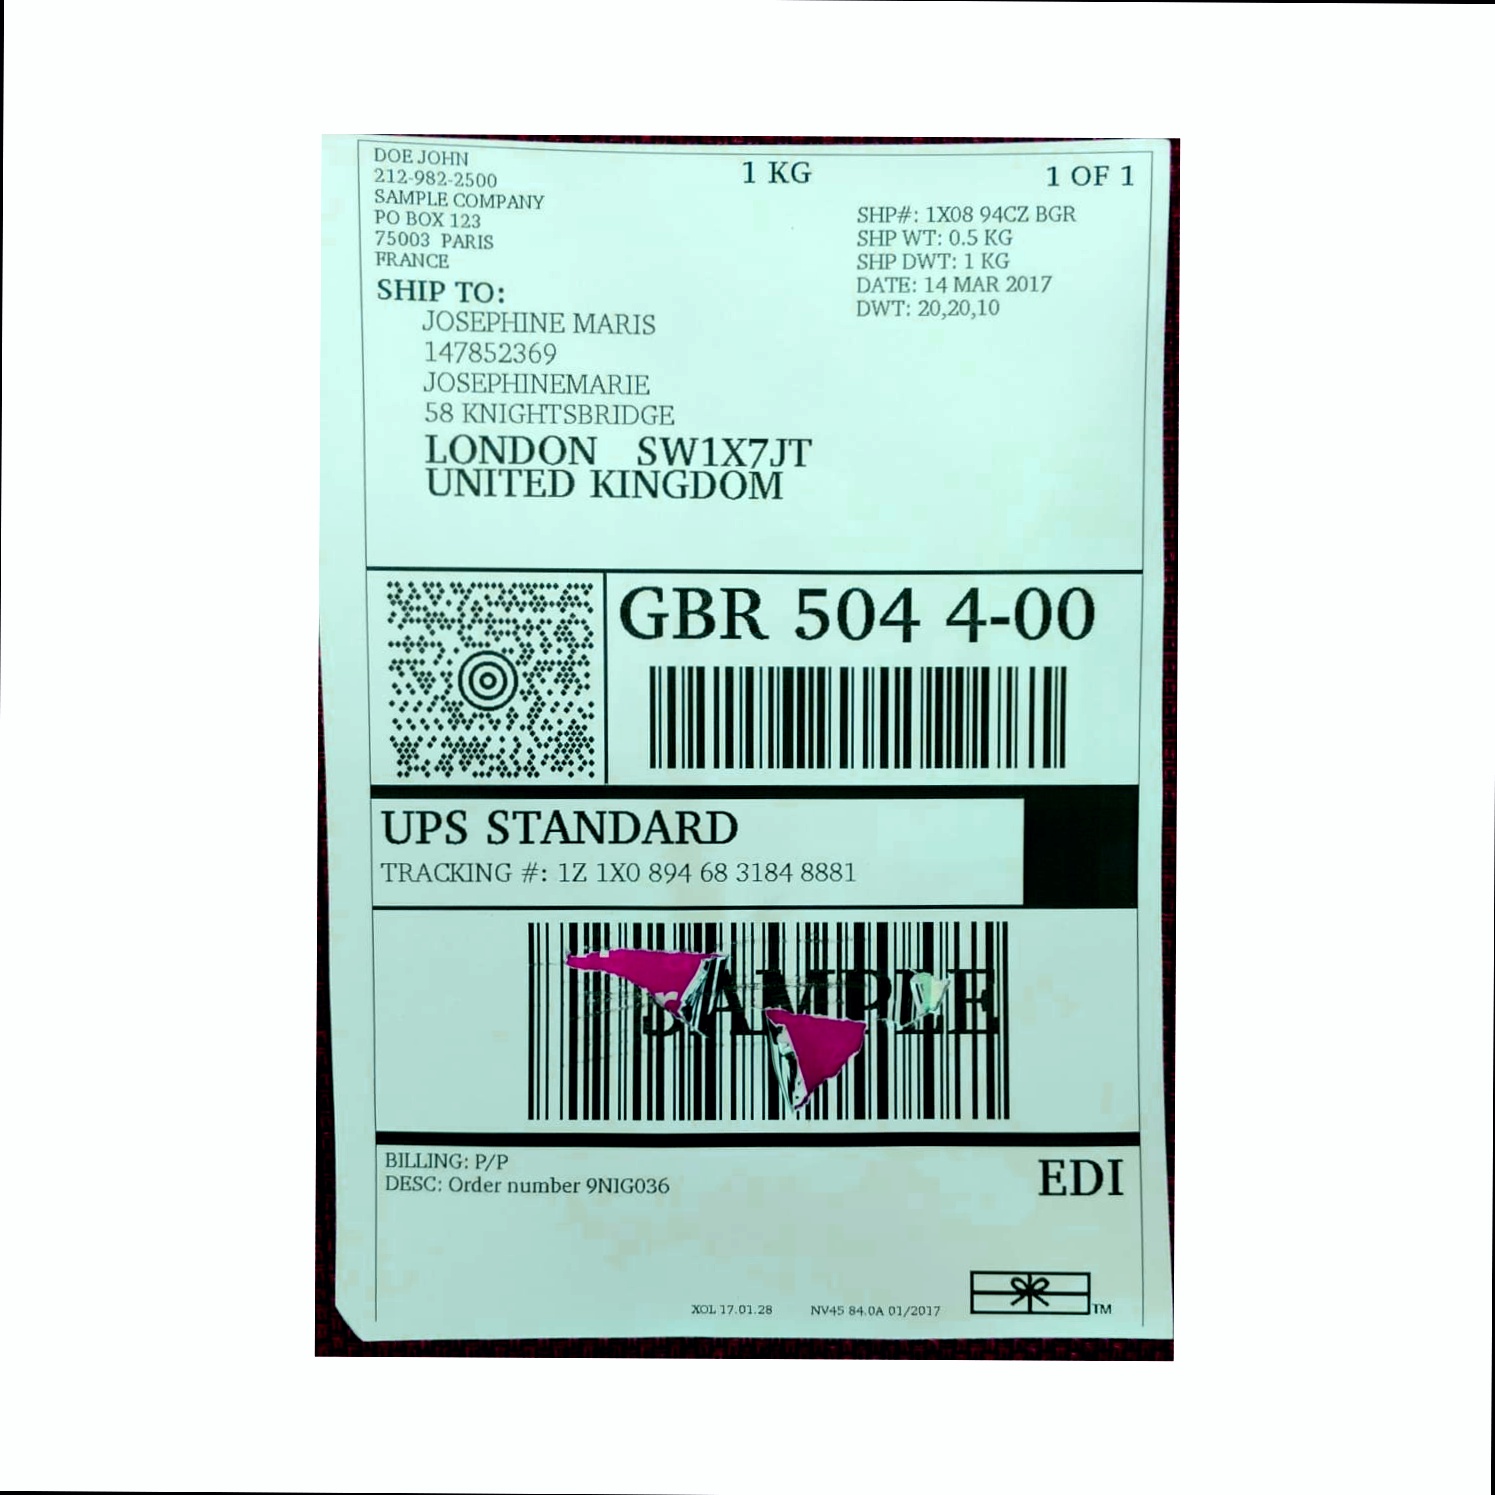 DOE JOHN
212-982-2500
SAMPLE COMPANY
PO BOX 123
75003 PARIS
FRANCE
1 KG
1 OF 1
SHP#: 1X08 94CZ BGR
SHP WT: 0.5 KG
SHP DWT: 1 KG
DATE: 14 MAR 2017
DWT: 20,20,10
SHIP TO:
JOSEPHINE MARIS
147852369
JOSEPHINEMARIE
58 KNIGHTSBRIDGE
LONDON SW1X7JT
UNITED KINGDOM
GBR 504 4-00
UPS STANDARD
TRACKING #: 1Z 1X0 894 68 3184 8881
SAMPLE
BILLING: P/P
DESC: Order number 9NIG036
EDI
XOL 17.01.28 NV45 84.0A 01/2017
TM